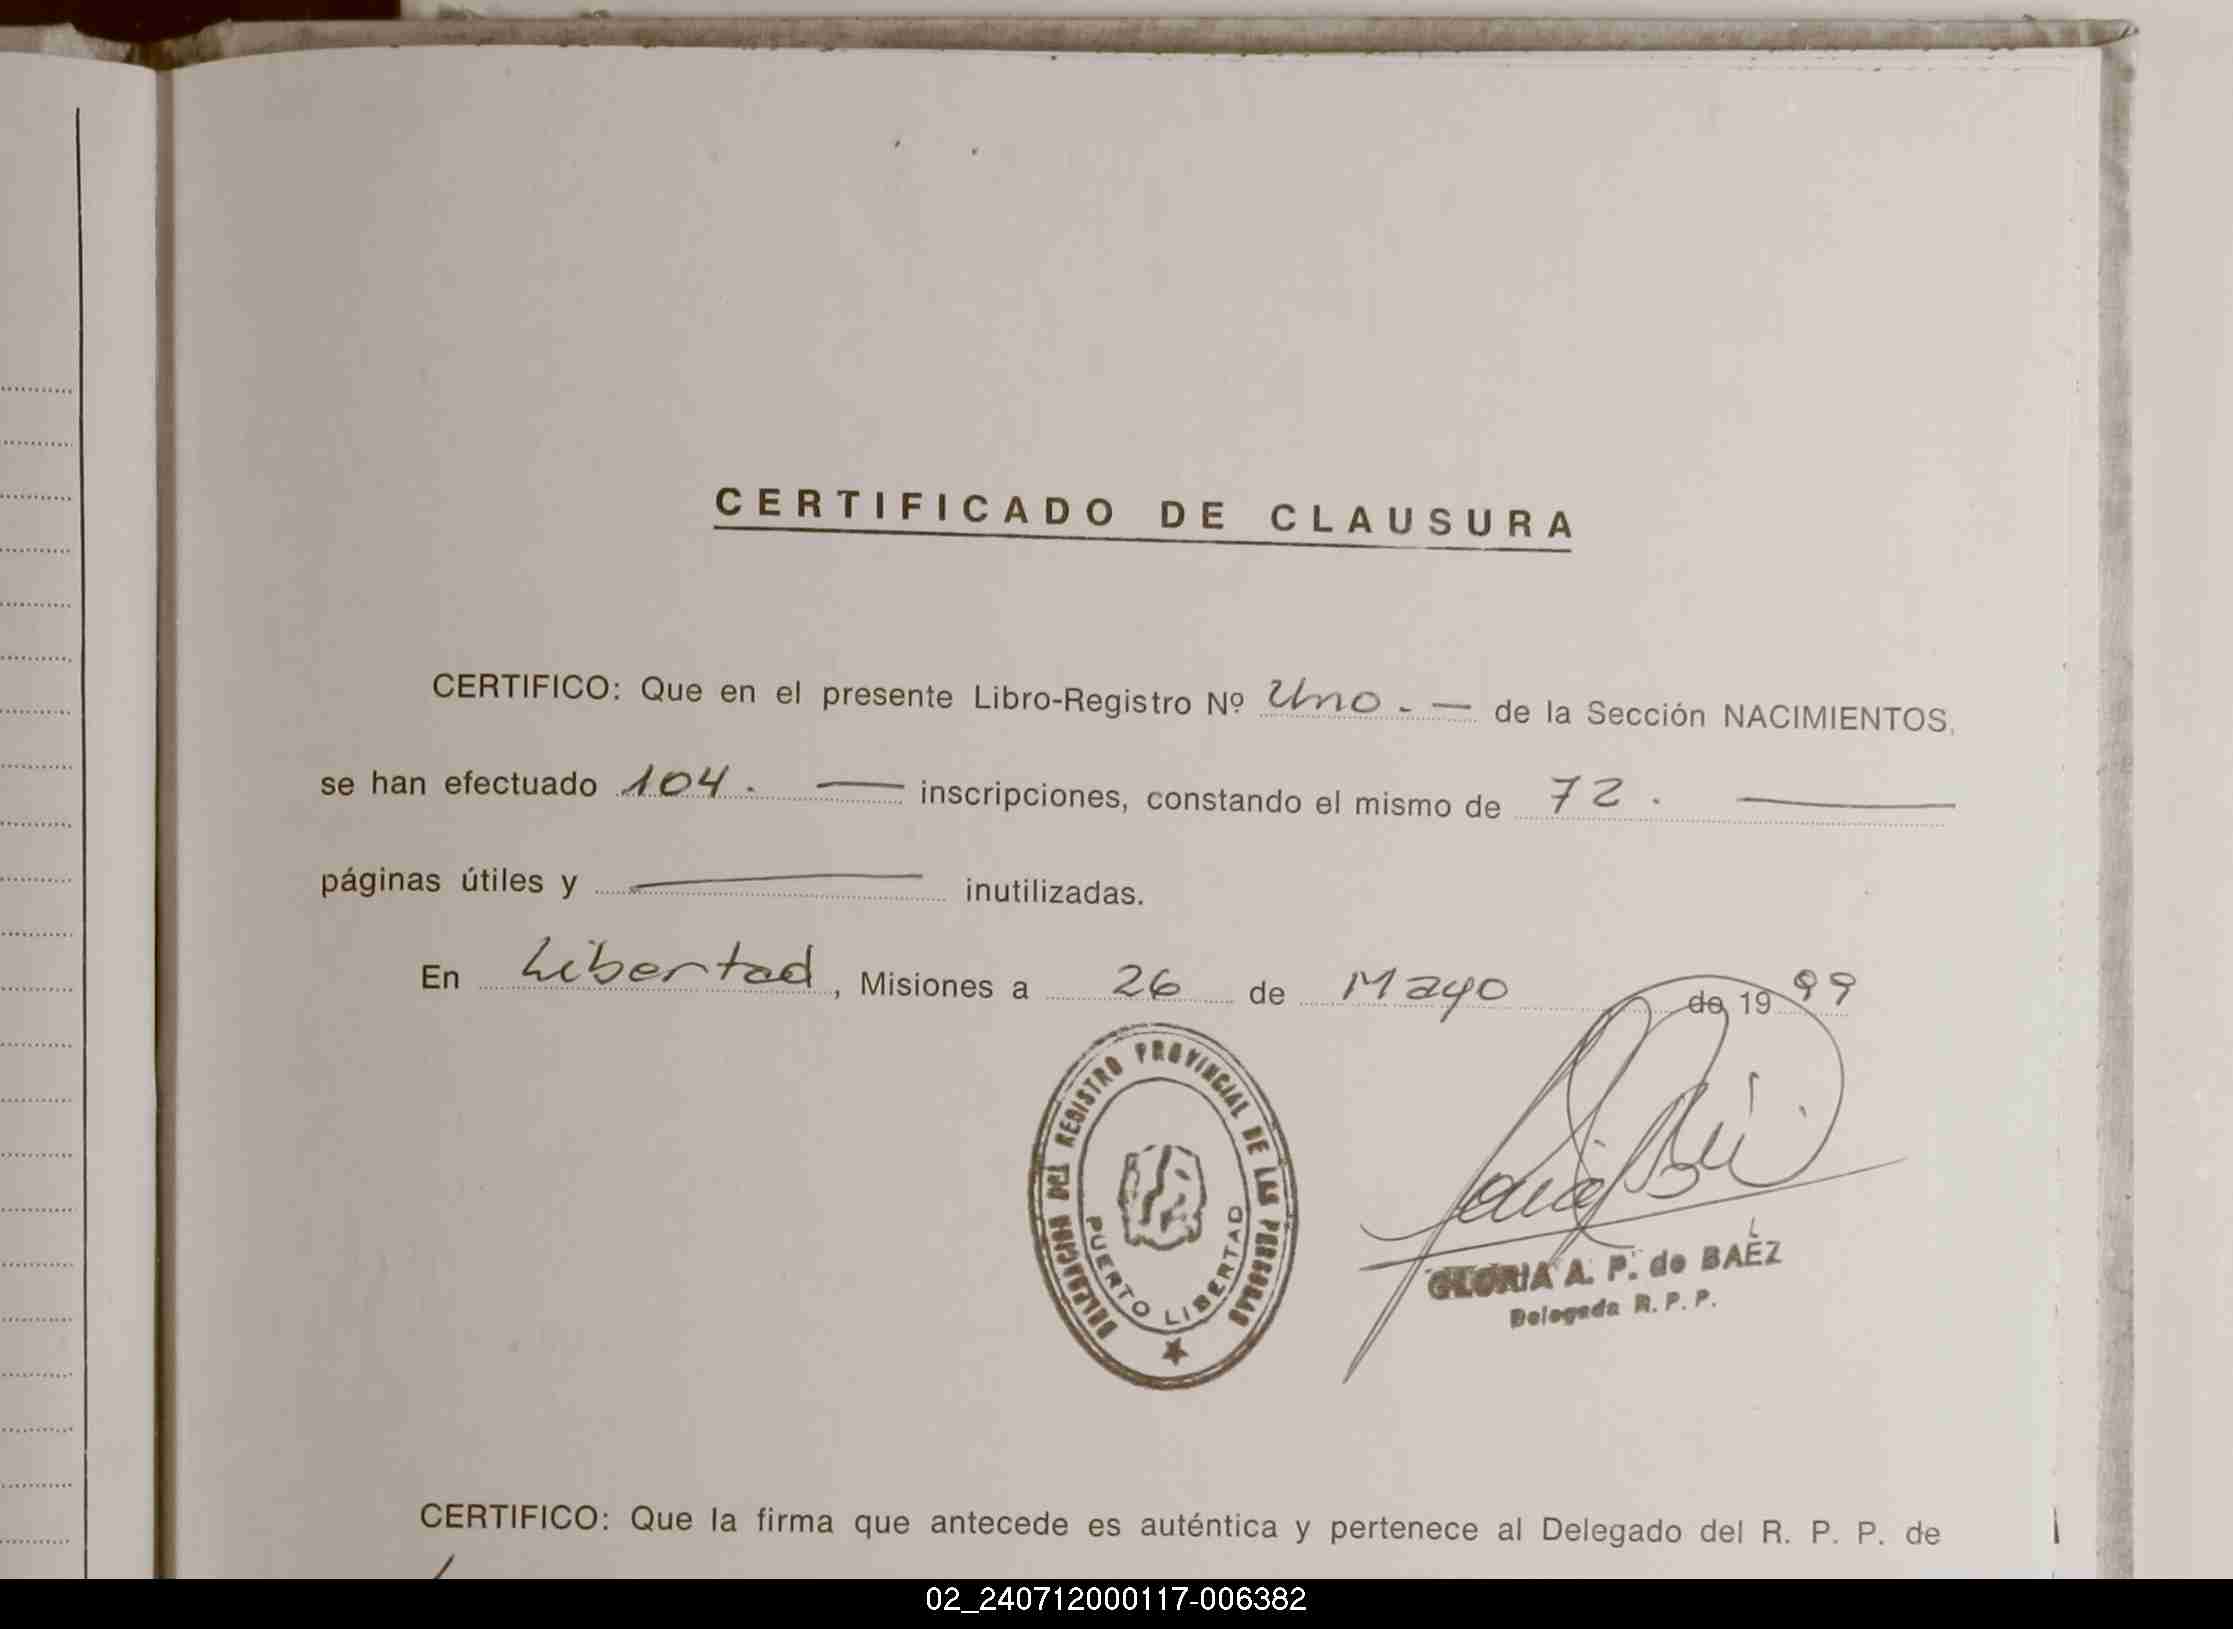 CERTIFICADO DE CLAUSURA
CERTIFICO: Que en el presente Libro-Registro Nº Uno. — de la Sección NACIMIENTOS,
se han efectuado 104. — inscripciones, constando el mismo de 72. —
páginas útiles y — inutilizadas.
En Libertad, Misiones a 26 de Mayo de 1999
DELEGACION DEL REGISTRO PROVINCIAL DE LAS PERSONAS
PUERTO LIBERTAD
GLORIA A. P. de BAÉZ
Delegada R. P. P.
CERTIFICO: Que la firma que antecede es auténtica y pertenece al Delegado del R. P. P. de
02_240712000117-006382